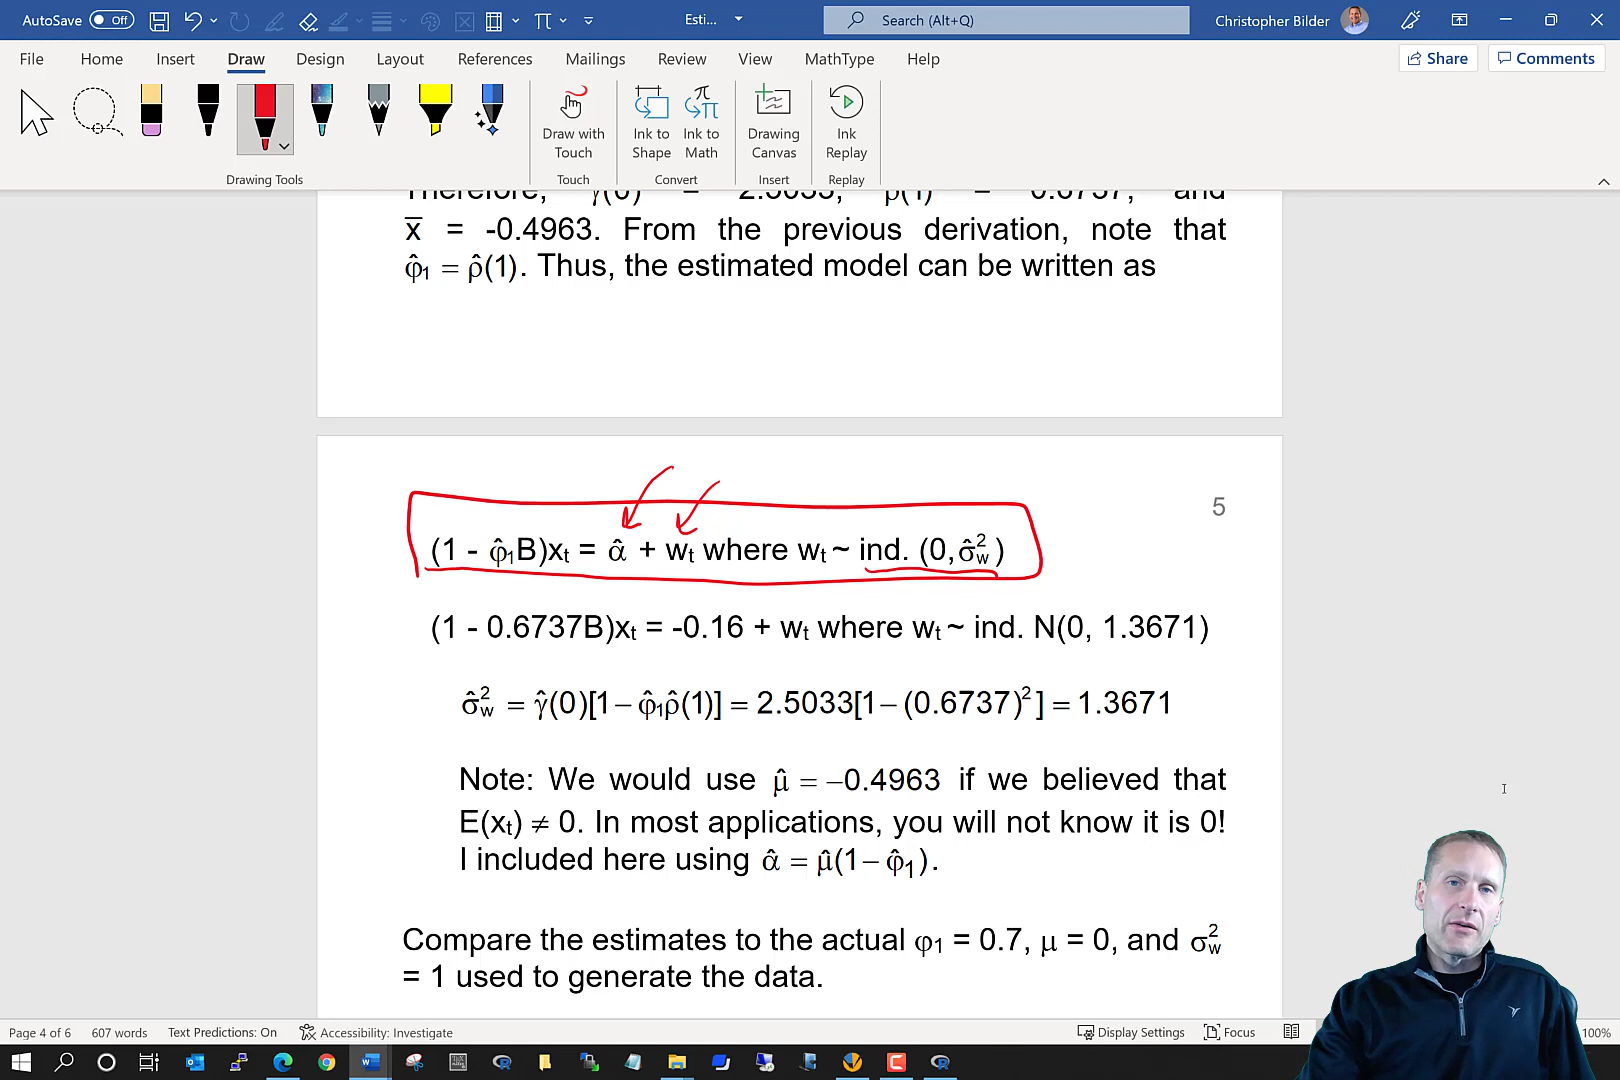 AutoSave Off Esti... Search (Alt+Q) Christopher Bilder
File Home Insert Draw Design Layout References Mailings Review View MathType Help Share Comments
Draw with Touch
Ink to Shape
Ink to Math
Drawing Canvas
Ink Replay
Drawing Tools Touch Convert Insert Replay
Therefore, γ̂(0) = 2.5033, ρ̂(1) = 0.6737, and
x̄ = -0.4963. From the previous derivation, note that
φ̂₁ = ρ̂(1). Thus, the estimated model can be written as
5
(1 - φ̂₁B)xₜ = α̂ + wₜ where wₜ ~ ind. (0, σ̂²_w)
(1 - 0.6737B)xₜ = -0.16 + wₜ where wₜ ~ ind. N(0, 1.3671)
σ̂²_w = γ̂(0)[1 − φ̂₁ρ̂(1)] = 2.5033[1 − (0.6737)²] = 1.3671
Note: We would use μ̂ = −0.4963 if we believed that
E(xₜ) ≠ 0. In most applications, you will not know it is 0!
I included here using α̂ = μ̂(1 − φ̂₁).
Compare the estimates to the actual φ1 = 0.7, μ = 0, and σ²_w
= 1 used to generate the data.
Page 4 of 6 607 words Text Predictions: On Accessibility: Investigate Display Settings Focus 100%